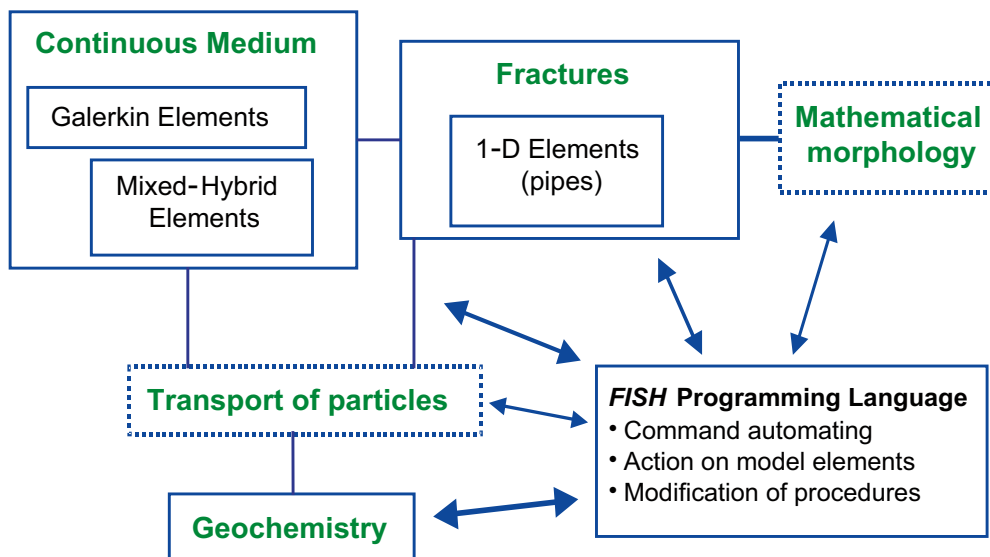 Continuous Medium
Galerkin Elements
Mixed-Hybrid
Elements
Fractures
1-D Elements
(pipes)
Mathematical
morphology
Transport of particles
Geochemistry
FISH Programming Language
• Command automating
• Action on model elements
• Modification of procedures